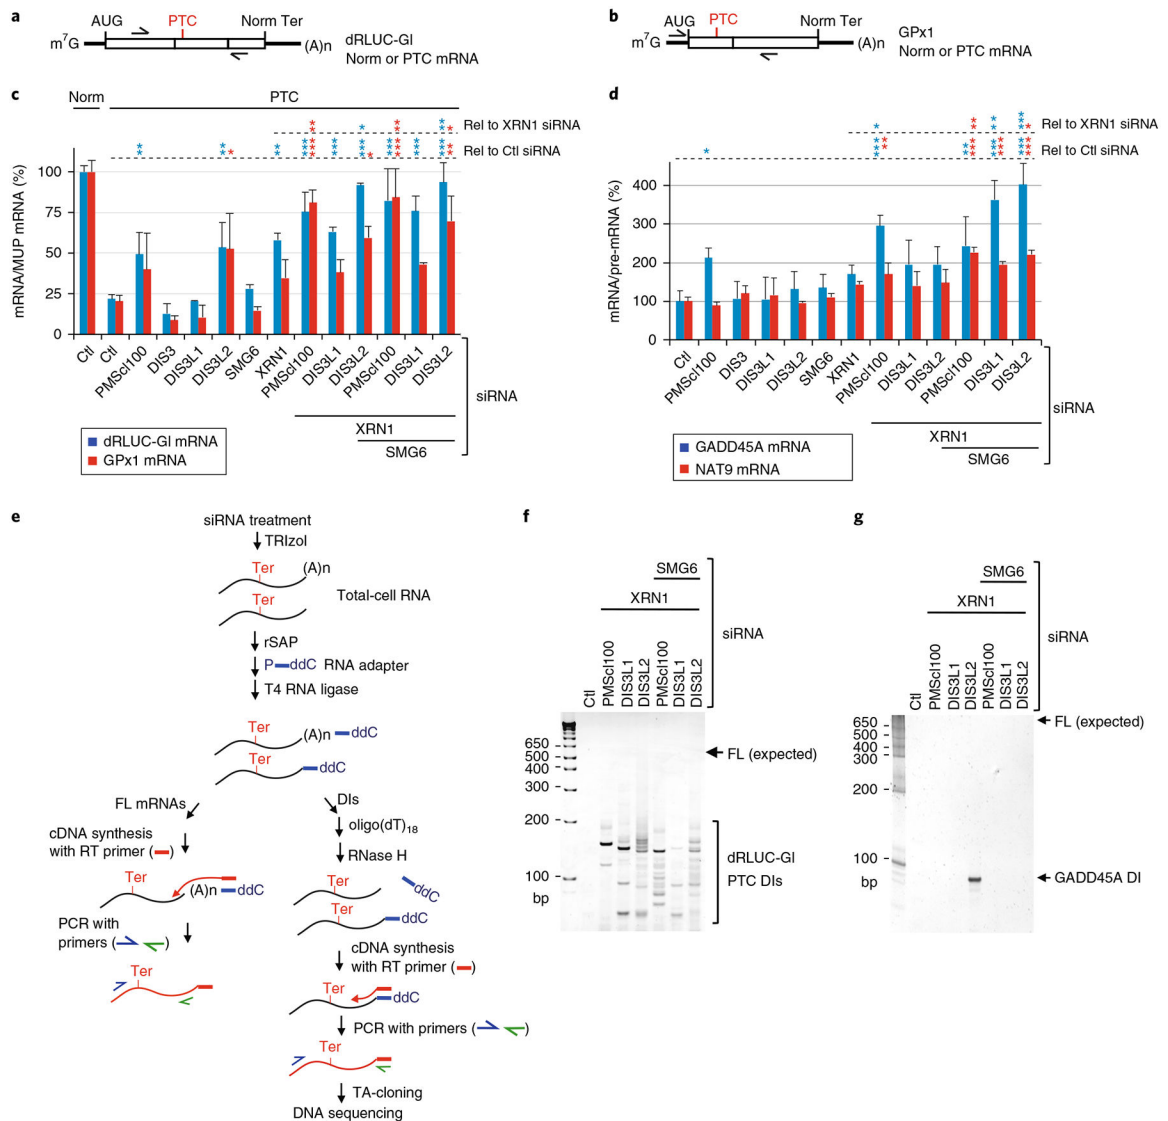 a
AUG
PTC
Norm Ter
m7G
(A)n
dRLUC-Gl
Norm or PTC mRNA
b
AUG
PTC
Norm Ter
m7G
(A)n
GPx1
Norm or PTC mRNA
c
Norm
PTC
Rel to XRN1 siRNA
Rel to Ctl siRNA
mRNA/MUP mRNA (%)
100
75
50
25
0
Ctl
Ctl
PMScl100
DIS3
DIS3L1
DIS3L2
SMG6
XRN1
PMScl100
DIS3L1
DIS3L2
PMScl100
DIS3L1
DIS3L2
siRNA
XRN1
SMG6
dRLUC-Gl mRNA
GPx1 mRNA
d
Rel to XRN1 siRNA
Rel to Ctl siRNA
mRNA/pre-mRNA (%)
400
300
200
100
0
Ctl
PMScl100
DIS3
DIS3L1
DIS3L2
SMG6
XRN1
PMScl100
DIS3L1
DIS3L2
PMScl100
DIS3L1
DIS3L2
siRNA
XRN1
SMG6
GADD45A mRNA
NAT9 mRNA
e
siRNA treatment
TRIzol
Ter
(A)n
Total-cell RNA
Ter
rSAP
P ddC RNA adapter
T4 RNA ligase
Ter
(A)n ddC
Ter
ddC
FL mRNAs
DIs
cDNA synthesis
with RT primer ( )
oligo(dT)18
RNase H
Ter
(A)n ddC
Ter
ddC
Ter
ddC
PCR with
primers ( )
Ter
cDNA synthesis
with RT primer ( )
Ter
ddC
PCR with primers ( )
Ter
TA-cloning
DNA sequencing
f
SMG6
XRN1
siRNA
Ctl
PMScl100
DIS3L1
DIS3L2
PMScl100
DIS3L1
DIS3L2
650
500
400
300
200
100
bp
FL (expected)
dRLUC-Gl
PTC DIs
g
SMG6
XRN1
siRNA
Ctl
PMScl100
DIS3L1
DIS3L2
PMScl100
DIS3L1
DIS3L2
650
500
400
300
200
100
bp
FL (expected)
GADD45A DI